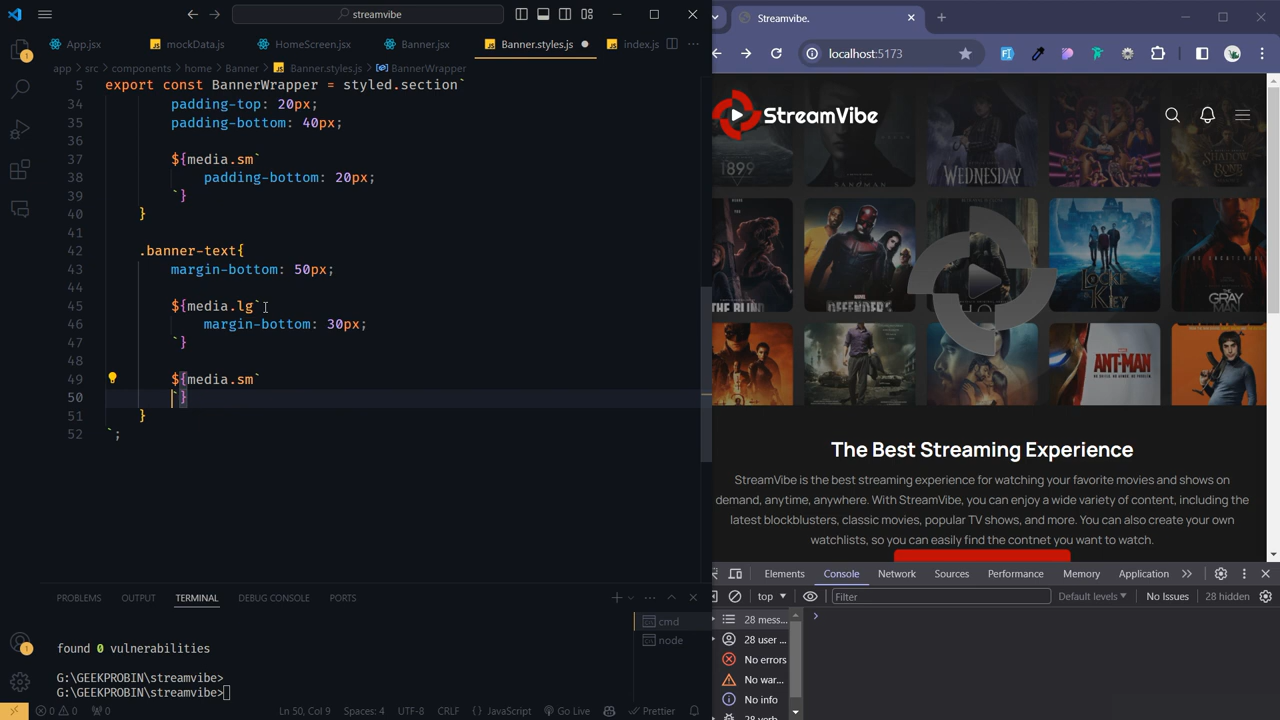 streamvibe
App.jsx
mockData.js
HomeScreen.jsx
Banner.jsx
Banner.styles.js
index.js
app > src > components > home > Banner > Banner.styles.js > BannerWrapper
5 export const BannerWrapper = styled.section`
34 padding-top: 20px;
35 padding-bottom: 40px;
36
37 ${media.sm`
38 padding-bottom: 20px;
39 `}
40 }
41
42 .banner-text{
43 margin-bottom: 50px;
44
45 ${media.lg`
46 margin-bottom: 30px;
47 `}
48
49 ${media.sm`
50 `}
51 }
52 `;
PROBLEMS OUTPUT TERMINAL DEBUG CONSOLE PORTS
cmd
node
found 0 vulnerabilities
G:\GEEKPROBIN\streamvibe>
G:\GEEKPROBIN\streamvibe>
1
1
0 0 0 Ln 50, Col 9 Spaces: 4 UTF-8 CRLF {} JavaScript Go Live Prettier
Streamvibe.
localhost:5173
StreamVibe
1899
WEDNESDAY
SHADOW
BONE
THE BLIND
DEFENDERS
LOCKE
& KEY
THE
GRAY
MAN
ANT-MAN
The Best Streaming Experience
StreamVibe is the best streaming experience for watching your favorite movies and shows on
demand, anytime, anywhere. With StreamVibe, you can enjoy a wide variety of content, including the
latest blockblusters, classic movies, popular TV shows, and more. You can also create your own
watchlists, so you can easily find the contnet you want to watch.
Elements Console Network Sources Performance Memory Application
top Filter Default levels No Issues 28 hidden
28 mess...
28 user ...
No errors
No war...
No info
28 verb